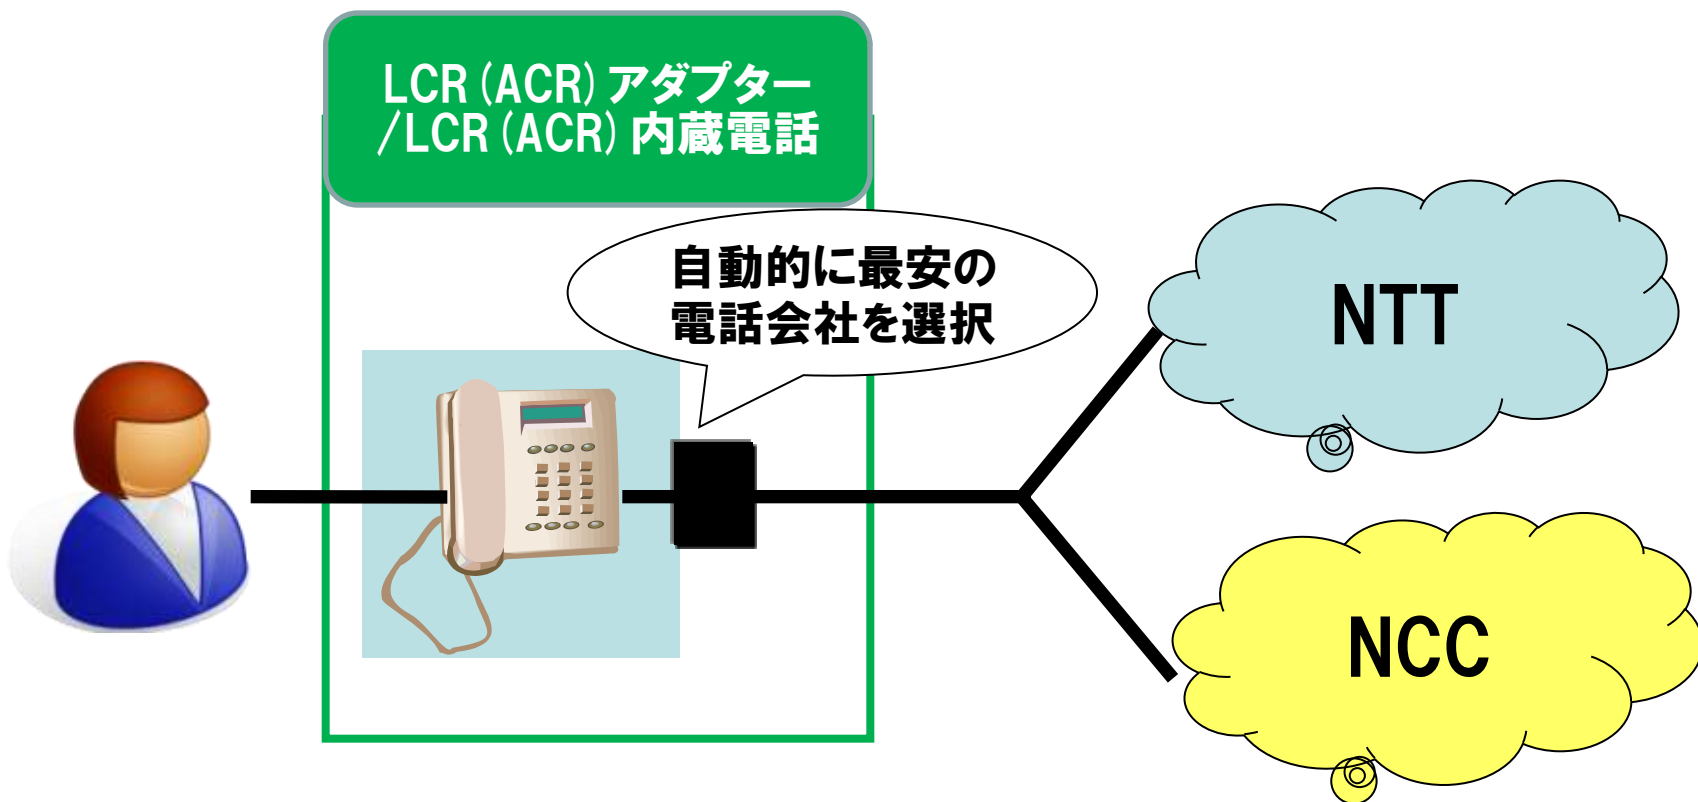 LCR(ACR)アダプター
/LCR(ACR)内蔵電話
自動的に最安の
電話会社を選択
NTT
NCC